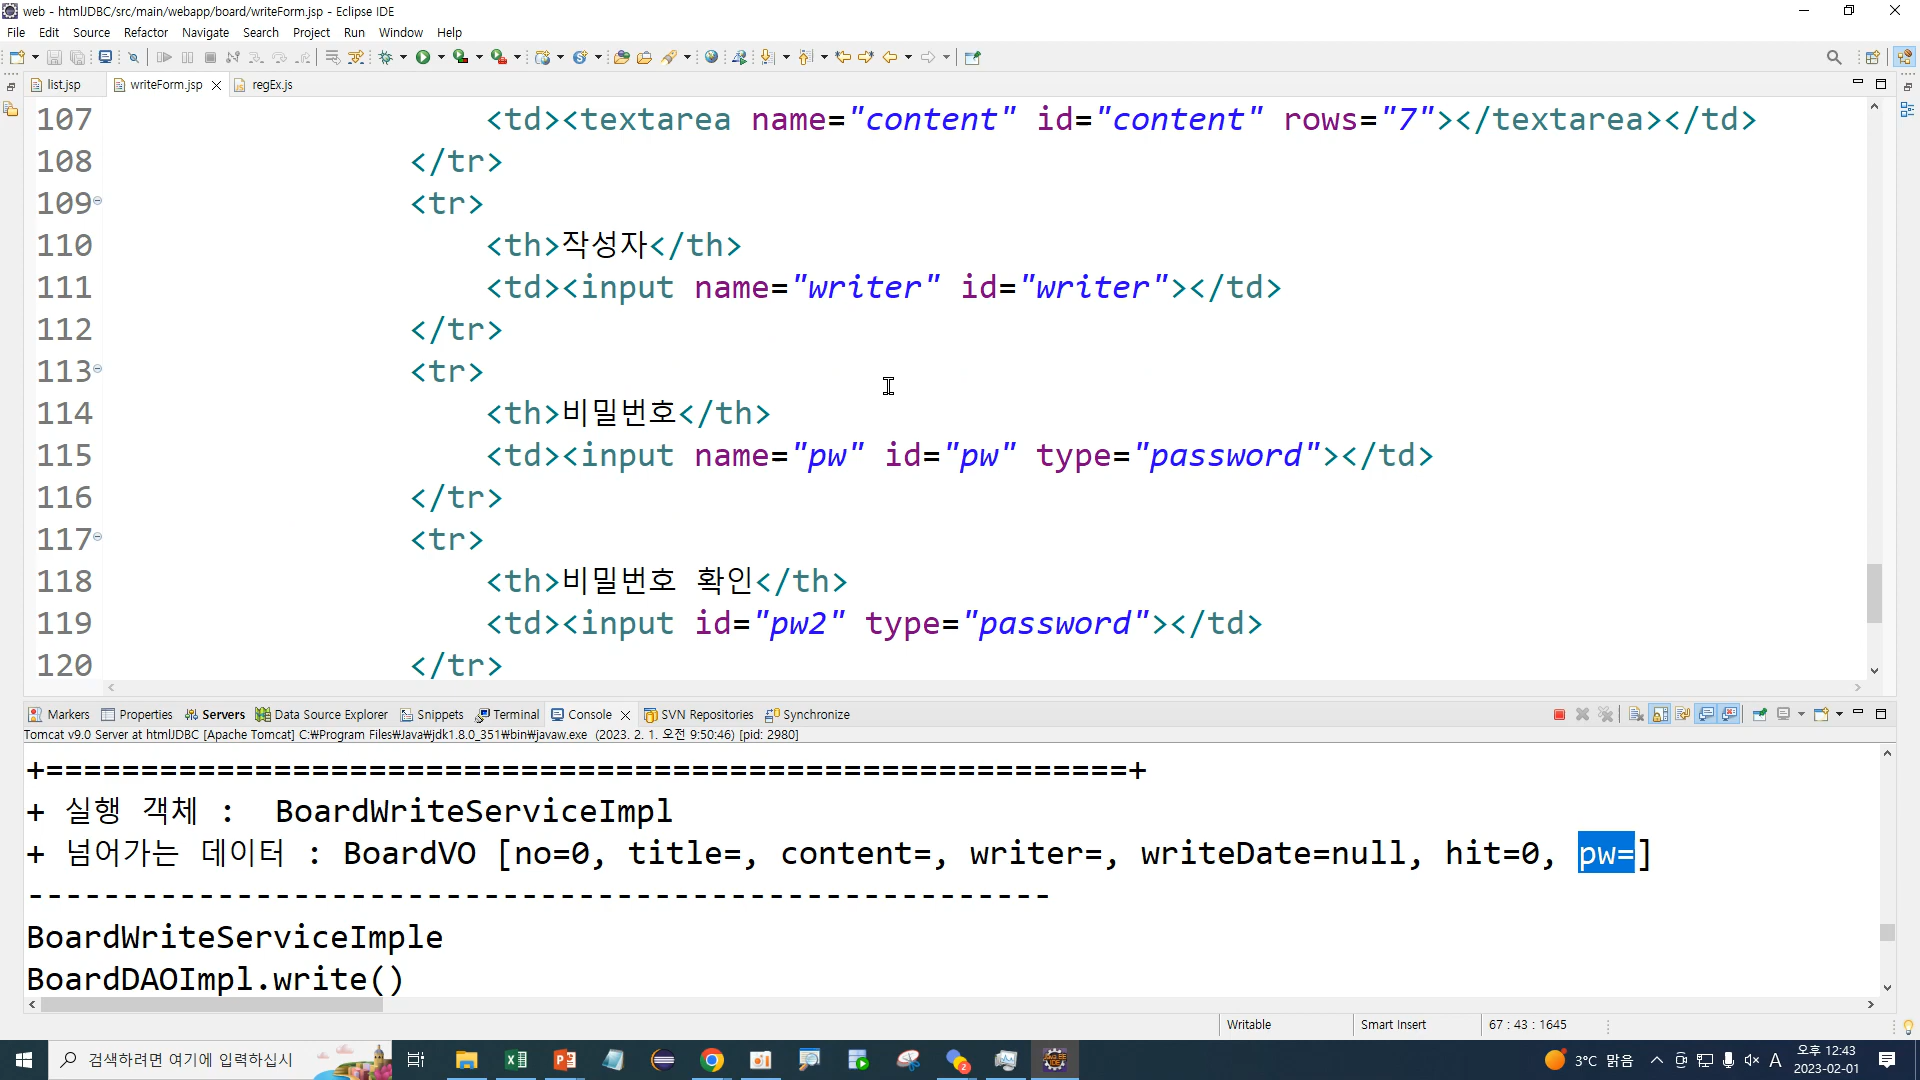 web - htmlJDBC/src/main/webapp/board/writeForm.jsp - Eclipse IDE
File Edit Source Refactor Navigate Search Project Run Window Help
list.jsp writeForm.jsp regEx.js
107 <td><textarea name="content" id="content" rows="7"></textarea></td>
108 </tr>
109 <tr>
110 <th>작성자</th>
111 <td><input name="writer" id="writer"></td>
112 </tr>
113 <tr>
114 <th>비밀번호</th>
115 <td><input name="pw" id="pw" type="password"></td>
116 </tr>
117 <tr>
118 <th>비밀번호 확인</th>
119 <td><input id="pw2" type="password"></td>
120 </tr>
Markers Properties Servers Data Source Explorer Snippets Terminal Console SVN Repositories Synchronize
Tomcat v9.0 Server at htmlJDBC [Apache Tomcat] C:₩Program Files₩Java₩jdk1.8.0_351₩bin₩javaw.exe (2023. 2. 1. 오전 9:50:46) [pid: 2980]
+=========================================================+
+ 실행 객체 : BoardWriteServiceImpl
+ 넘어가는 데이터 : BoardVO [no=0, title=, content=, writer=, writeDate=null, hit=0, pw=]
------------------------------------------------------
BoardWriteServiceImple
BoardDAOImpl.write()
Writable Smart Insert 67 : 43 : 1645
검색하려면 여기에 입력하십시 3°C 맑음 A 오후 12:43
2023-02-01